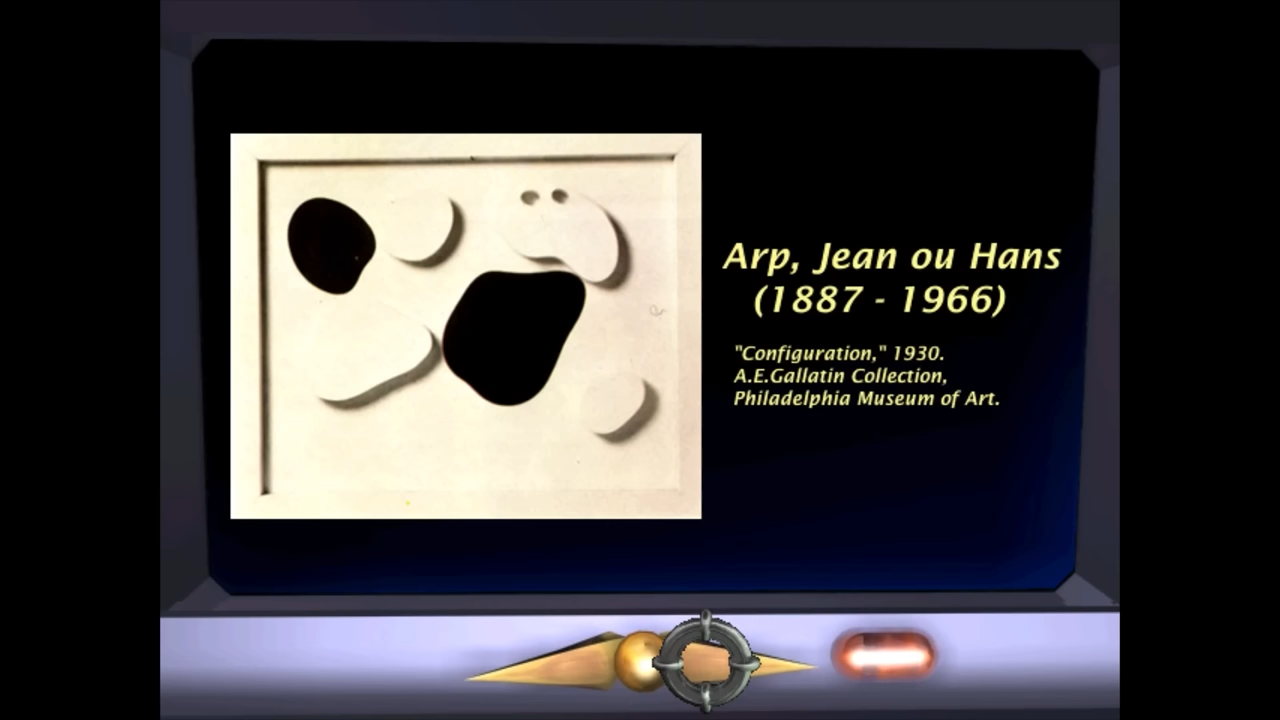 Arp, Jean ou Hans
(1887 - 1966)
"Configuration," 1930.
A.E.Gallatin Collection,
Philadelphia Museum of Art.